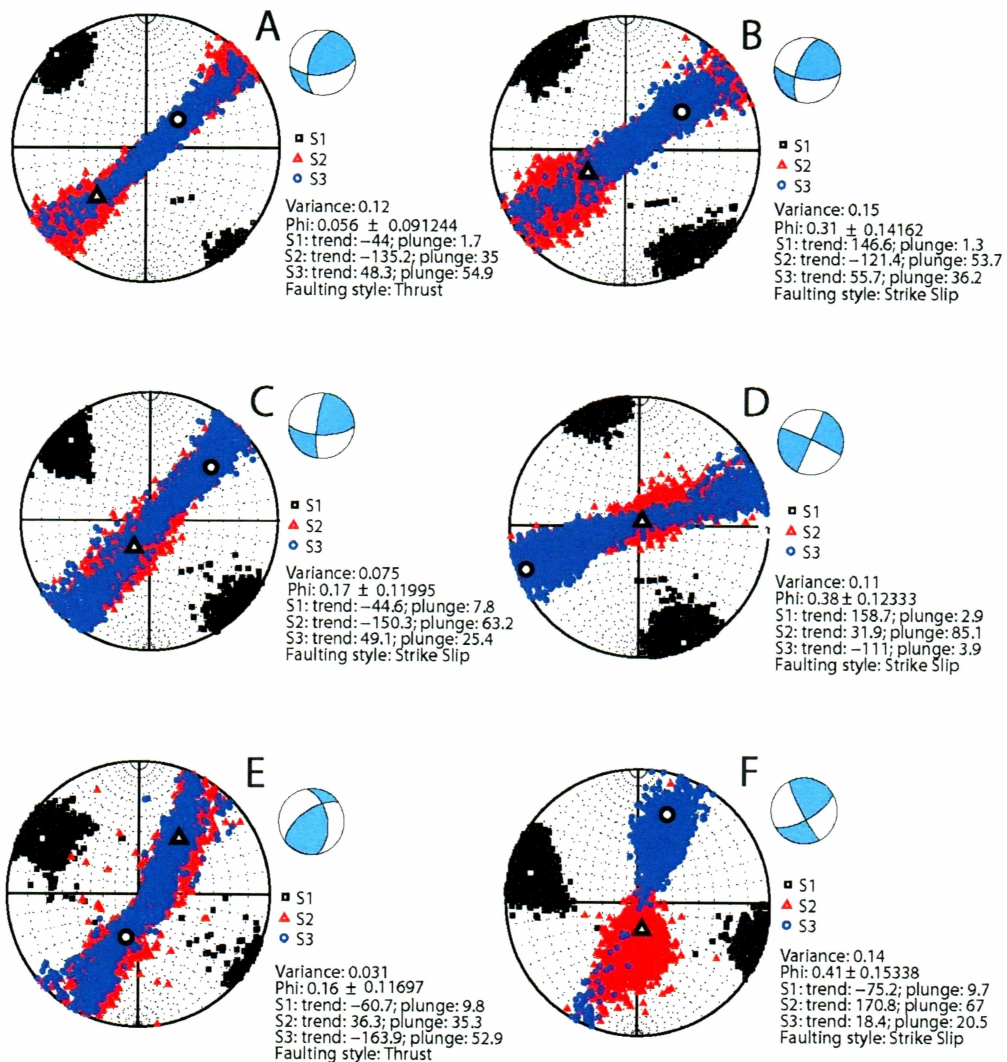 A
S1
S2
S3
Variance: 0.12
Phi: 0.056 ± 0.091244
S1: trend: −44; plunge: 1.7
S2: trend: −135.2; plunge: 35
S3: trend: 48.3; plunge: 54.9
Faulting style: Thrust
B
S1
S2
S3
Variance: 0.15
Phi: 0.31 ± 0.14162
S1: trend: 146.6; plunge: 1.3
S2: trend: −121.4; plunge: 53.7
S3: trend: 55.7; plunge: 36.2
Faulting style: Strike Slip
C
S1
S2
S3
Variance: 0.075
Phi: 0.17 ± 0.11995
S1: trend: −44.6; plunge: 7.8
S2: trend: −150.3; plunge: 63.2
S3: trend: 49.1; plunge: 25.4
Faulting style: Strike Slip
D
S1
S2
S3
Variance: 0.11
Phi: 0.38 ± 0.12333
S1: trend: 158.7; plunge: 2.9
S2: trend: 31.9; plunge: 85.1
S3: trend: −111; plunge: 3.9
Faulting style: Strike Slip
E
S1
S2
S3
Variance: 0.031
Phi: 0.16 ± 0.11697
S1: trend: −60.7; plunge: 9.8
S2: trend: 36.3; plunge: 35.3
S3: trend: −163.9; plunge: 52.9
Faulting style: Thrust
F
S1
S2
S3
Variance: 0.14
Phi: 0.41 ± 0.15338
S1: trend: −75.2; plunge: 9.7
S2: trend: 170.8; plunge: 67
S3: trend: 18.4; plunge: 20.5
Faulting style: Strike Slip